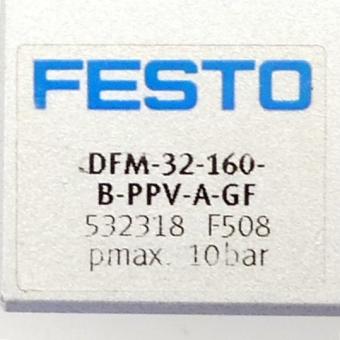 FESTO
DFM-32-160-
B-PPV-A-GF
532318 F508
pmax. 10bar